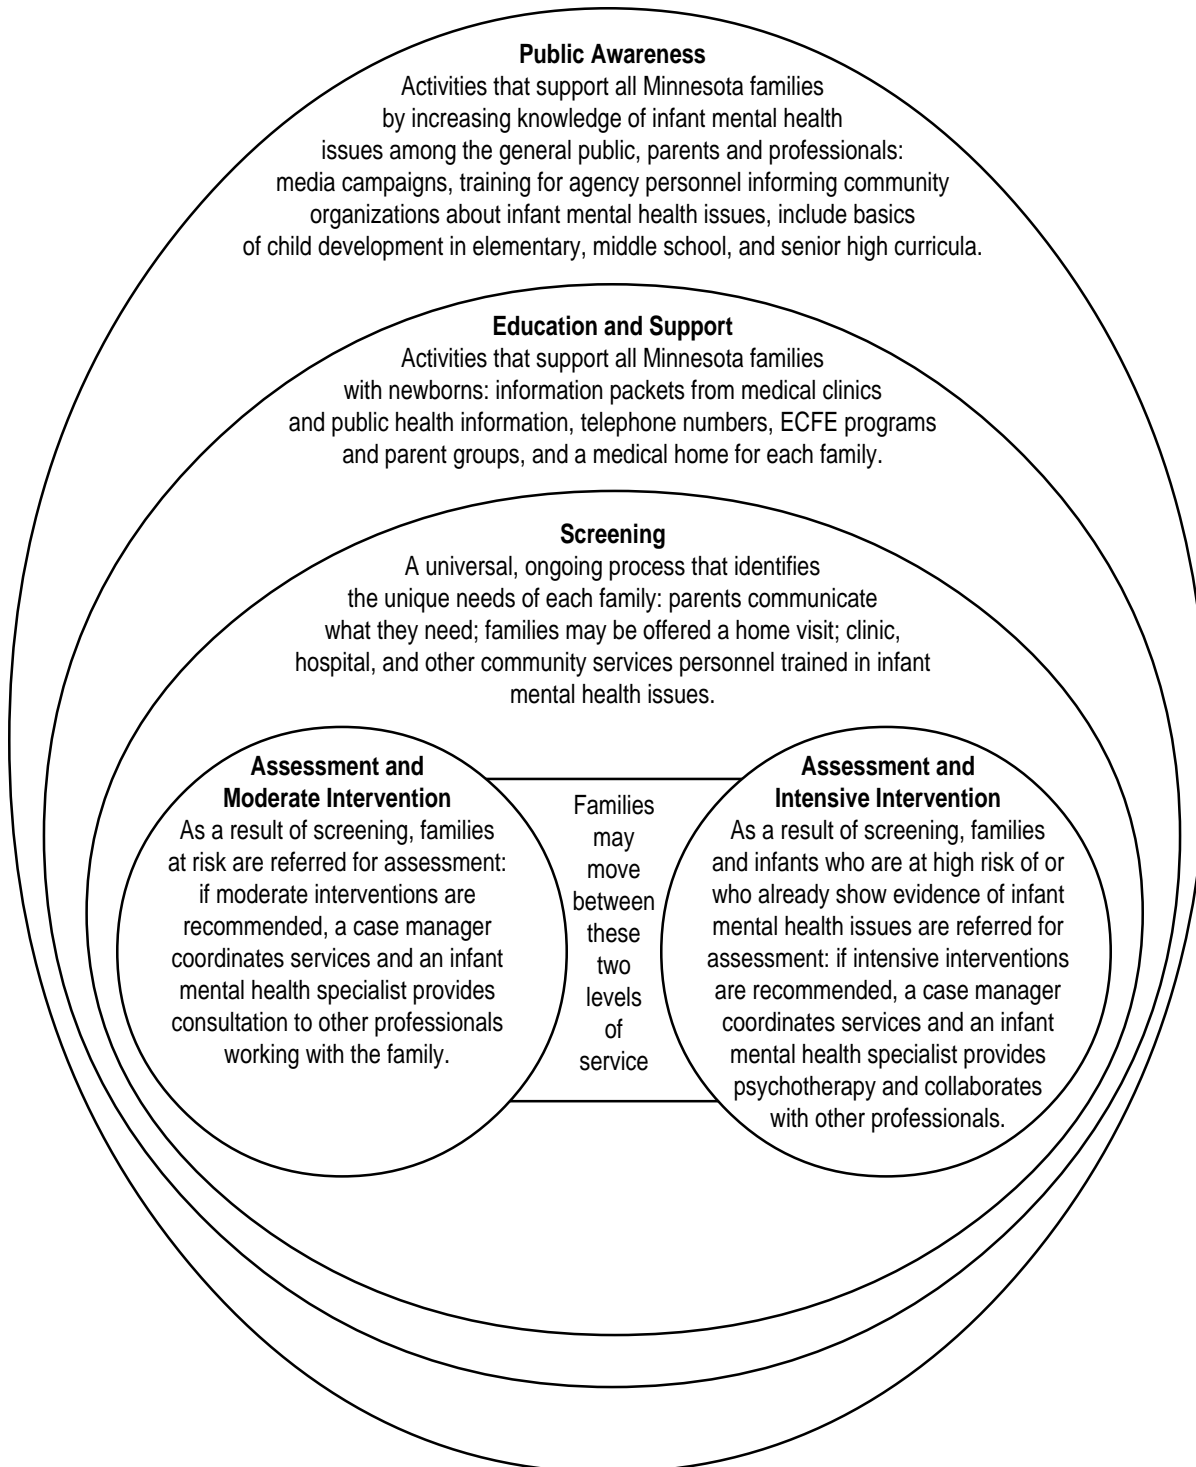 Public Awareness
Activities that support all Minnesota families
by increasing knowledge of infant mental health
issues among the general public, parents and professionals:
media campaigns, training for agency personnel informing community
organizations about infant mental health issues, include basics
of child development in elementary, middle school, and senior high curricula.
Education and Support
Activities that support all Minnesota families
with newborns: information packets from medical clinics
and public health information, telephone numbers, ECFE programs
and parent groups, and a medical home for each family.
Screening
A universal, ongoing process that identifies
the unique needs of each family: parents communicate
what they need; families may be offered a home visit; clinic,
hospital, and other community services personnel trained in infant
mental health issues.
Assessment and
Moderate Intervention
As a result of screening, families
at risk are referred for assessment:
if moderate interventions are
recommended, a case manager
coordinates services and an infant
mental health specialist provides
consultation to other professionals
working with the family.
Families
may
move
between
these
two
levels
of
service
Assessment and
Intensive Intervention
As a result of screening, families
and infants who are at high risk of or
who already show evidence of infant
mental health issues are referred for
assessment: if intensive interventions
are recommended, a case manager
coordinates services and an infant
mental health specialist provides
psychotherapy and collaborates
with other professionals.